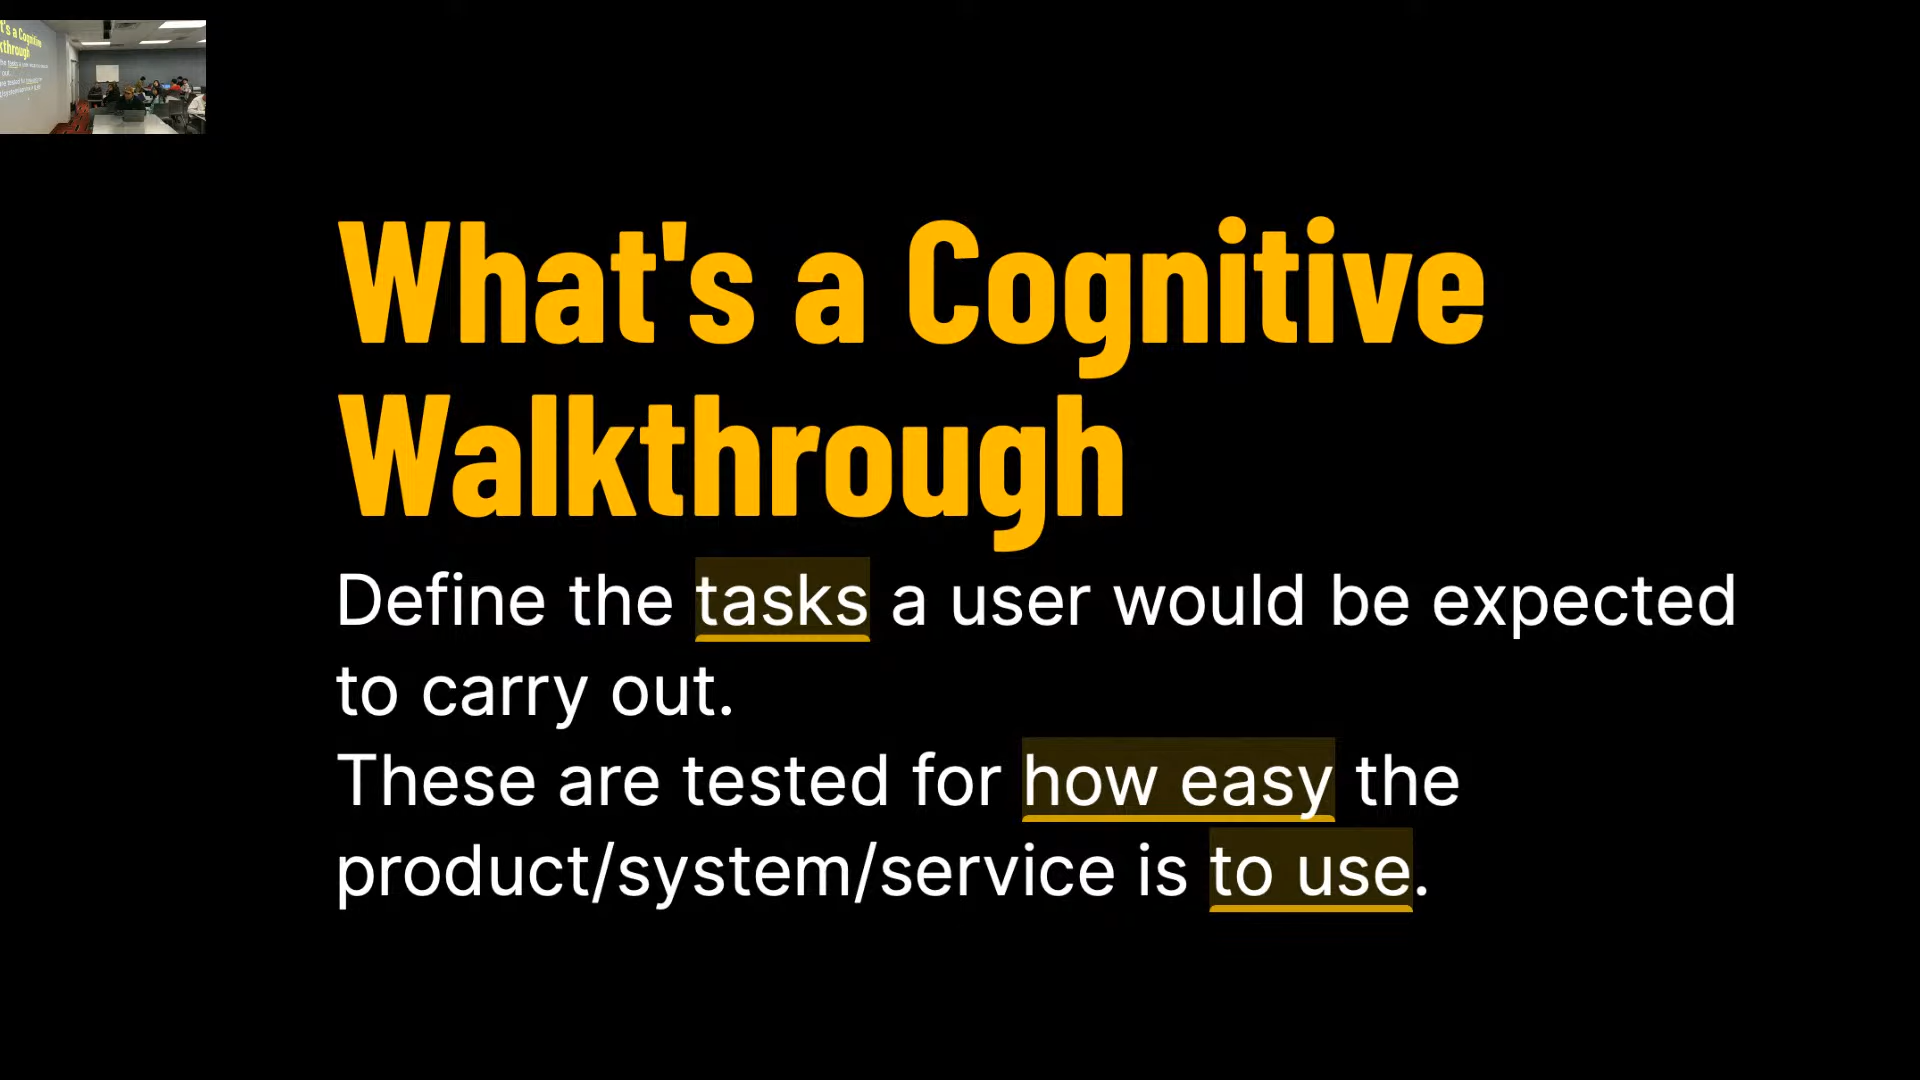 What's a Cognitive
Walkthrough
Define the tasks a user would be expected
to carry out.
These are tested for how easy the
product/system/service is to use.